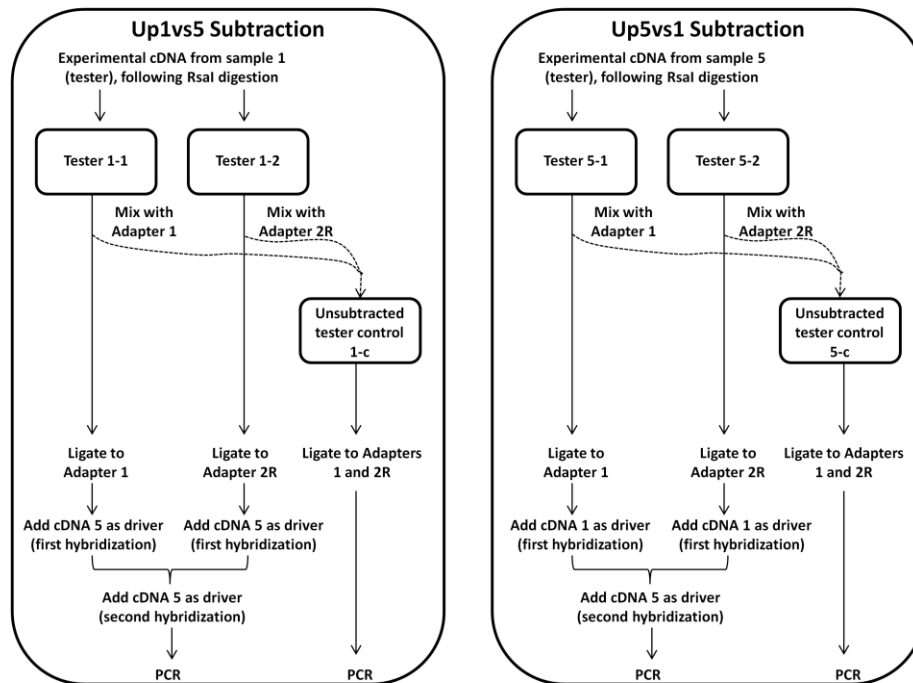 Up1vs5 Subtraction
Experimental cDNA from sample 1
(tester), following RsaI digestion
Tester 1-1
Tester 1-2
Mix with
Adapter 1
Mix with
Adapter 2R
Unsubtracted
tester control
1-c
Ligate to
Adapter 1
Ligate to
Adapter 2R
Ligate to Adapters
1 and 2R
Add cDNA 5 as driver
(first hybridization)
Add cDNA 5 as driver
(first hybridization)
Add cDNA 5 as driver
(second hybridization)
PCR
PCR
Up5vs1 Subtraction
Experimental cDNA from sample 5
(tester), following RsaI digestion
Tester 5-1
Tester 5-2
Mix with
Adapter 1
Mix with
Adapter 2R
Unsubtracted
tester control
5-c
Ligate to
Adapter 1
Ligate to
Adapter 2R
Ligate to Adapters
1 and 2R
Add cDNA 1 as driver
(first hybridization)
Add cDNA 1 as driver
(first hybridization)
Add cDNA 5 as driver
(second hybridization)
PCR
PCR